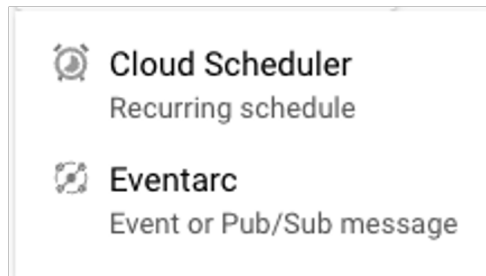 Cloud Scheduler
Recurring schedule
Eventarc
Event or Pub/Sub message